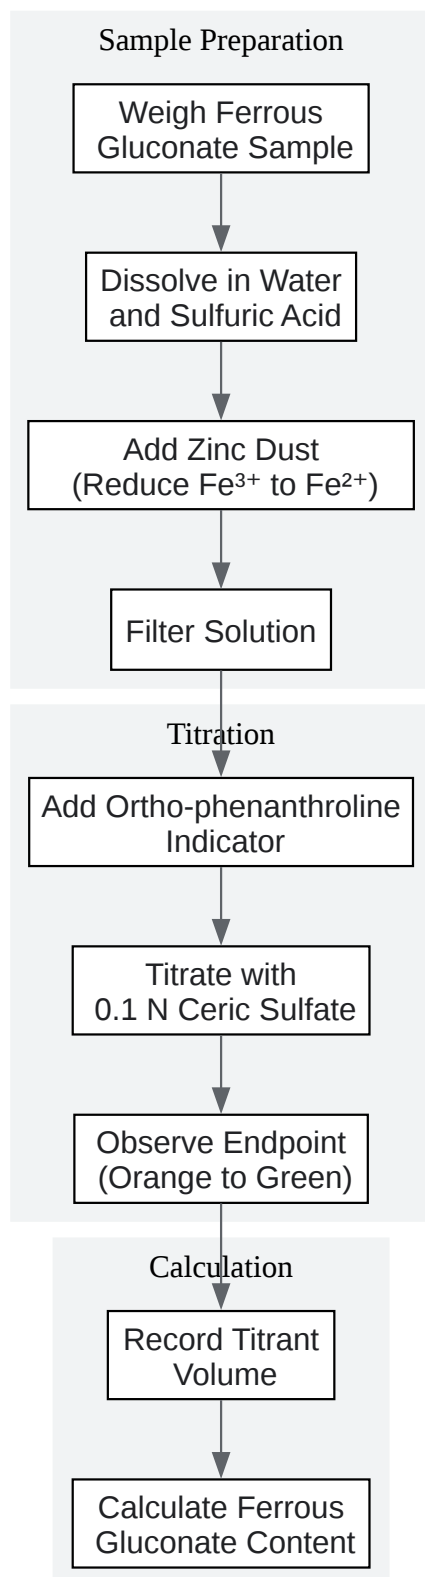 Sample Preparation
Weigh Ferrous
Gluconate Sample
Dissolve in Water
and Sulfuric Acid
Add Zinc Dust
(Reduce Fe³⁺ to Fe²⁺)
Filter Solution
Titration
Add Ortho-phenanthroline
Indicator
Titrate with
0.1 N Ceric Sulfate
Observe Endpoint
(Orange to Green)
Calculation
Record Titrant
Volume
Calculate Ferrous
Gluconate Content